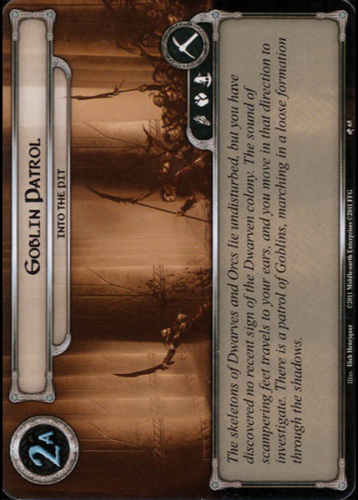 2A
GOBLIN PATROL
INTO THE PIT
The skeletons of Dwarves and Orcs lie undisturbed, but you have
discovered no recent sign of the Dwarven colony. The sound of
scampering feet travels to your ears, and you move in that direction to
investigate. There is a patrol of Goblins, marching in a loose formation
through the shadows.
Illus. Ilich Henriquez ©2011 Middle-earth Enterprises ©2011 FFG 65